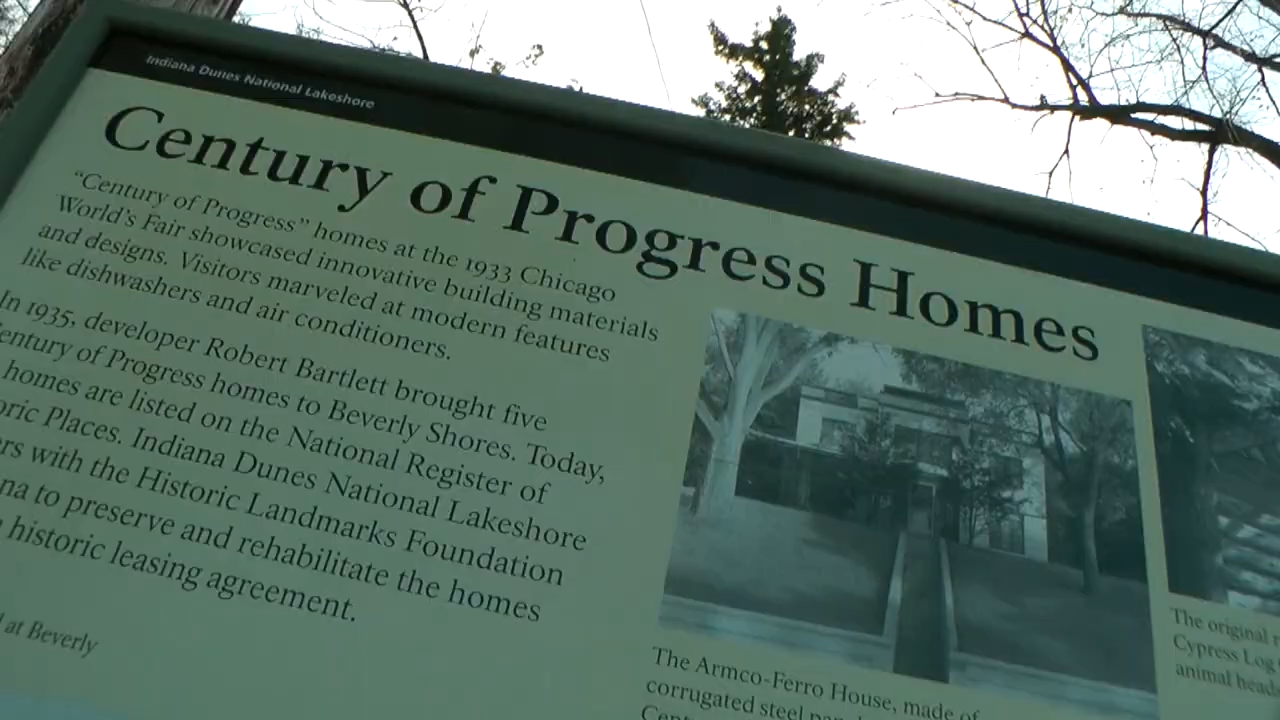 Indiana Dunes National Lakeshore
Century of Progress Homes
"Century of Progress" homes at the 1933 Chicago
World's Fair showcased innovative building materials
and designs. Visitors marveled at modern features
like dishwashers and air conditioners.
In 1935, developer Robert Bartlett brought five
Century of Progress homes to Beverly Shores. Today,
homes are listed on the National Register of
Places. Indiana Dunes National Lakeshore
with the Historic Landmarks Foundation
to preserve and rehabilitate the homes
historic leasing agreement.
at Beverly
The Armco-Ferro House, made of
corrugated steel
The original
Cypress Log
animal heads